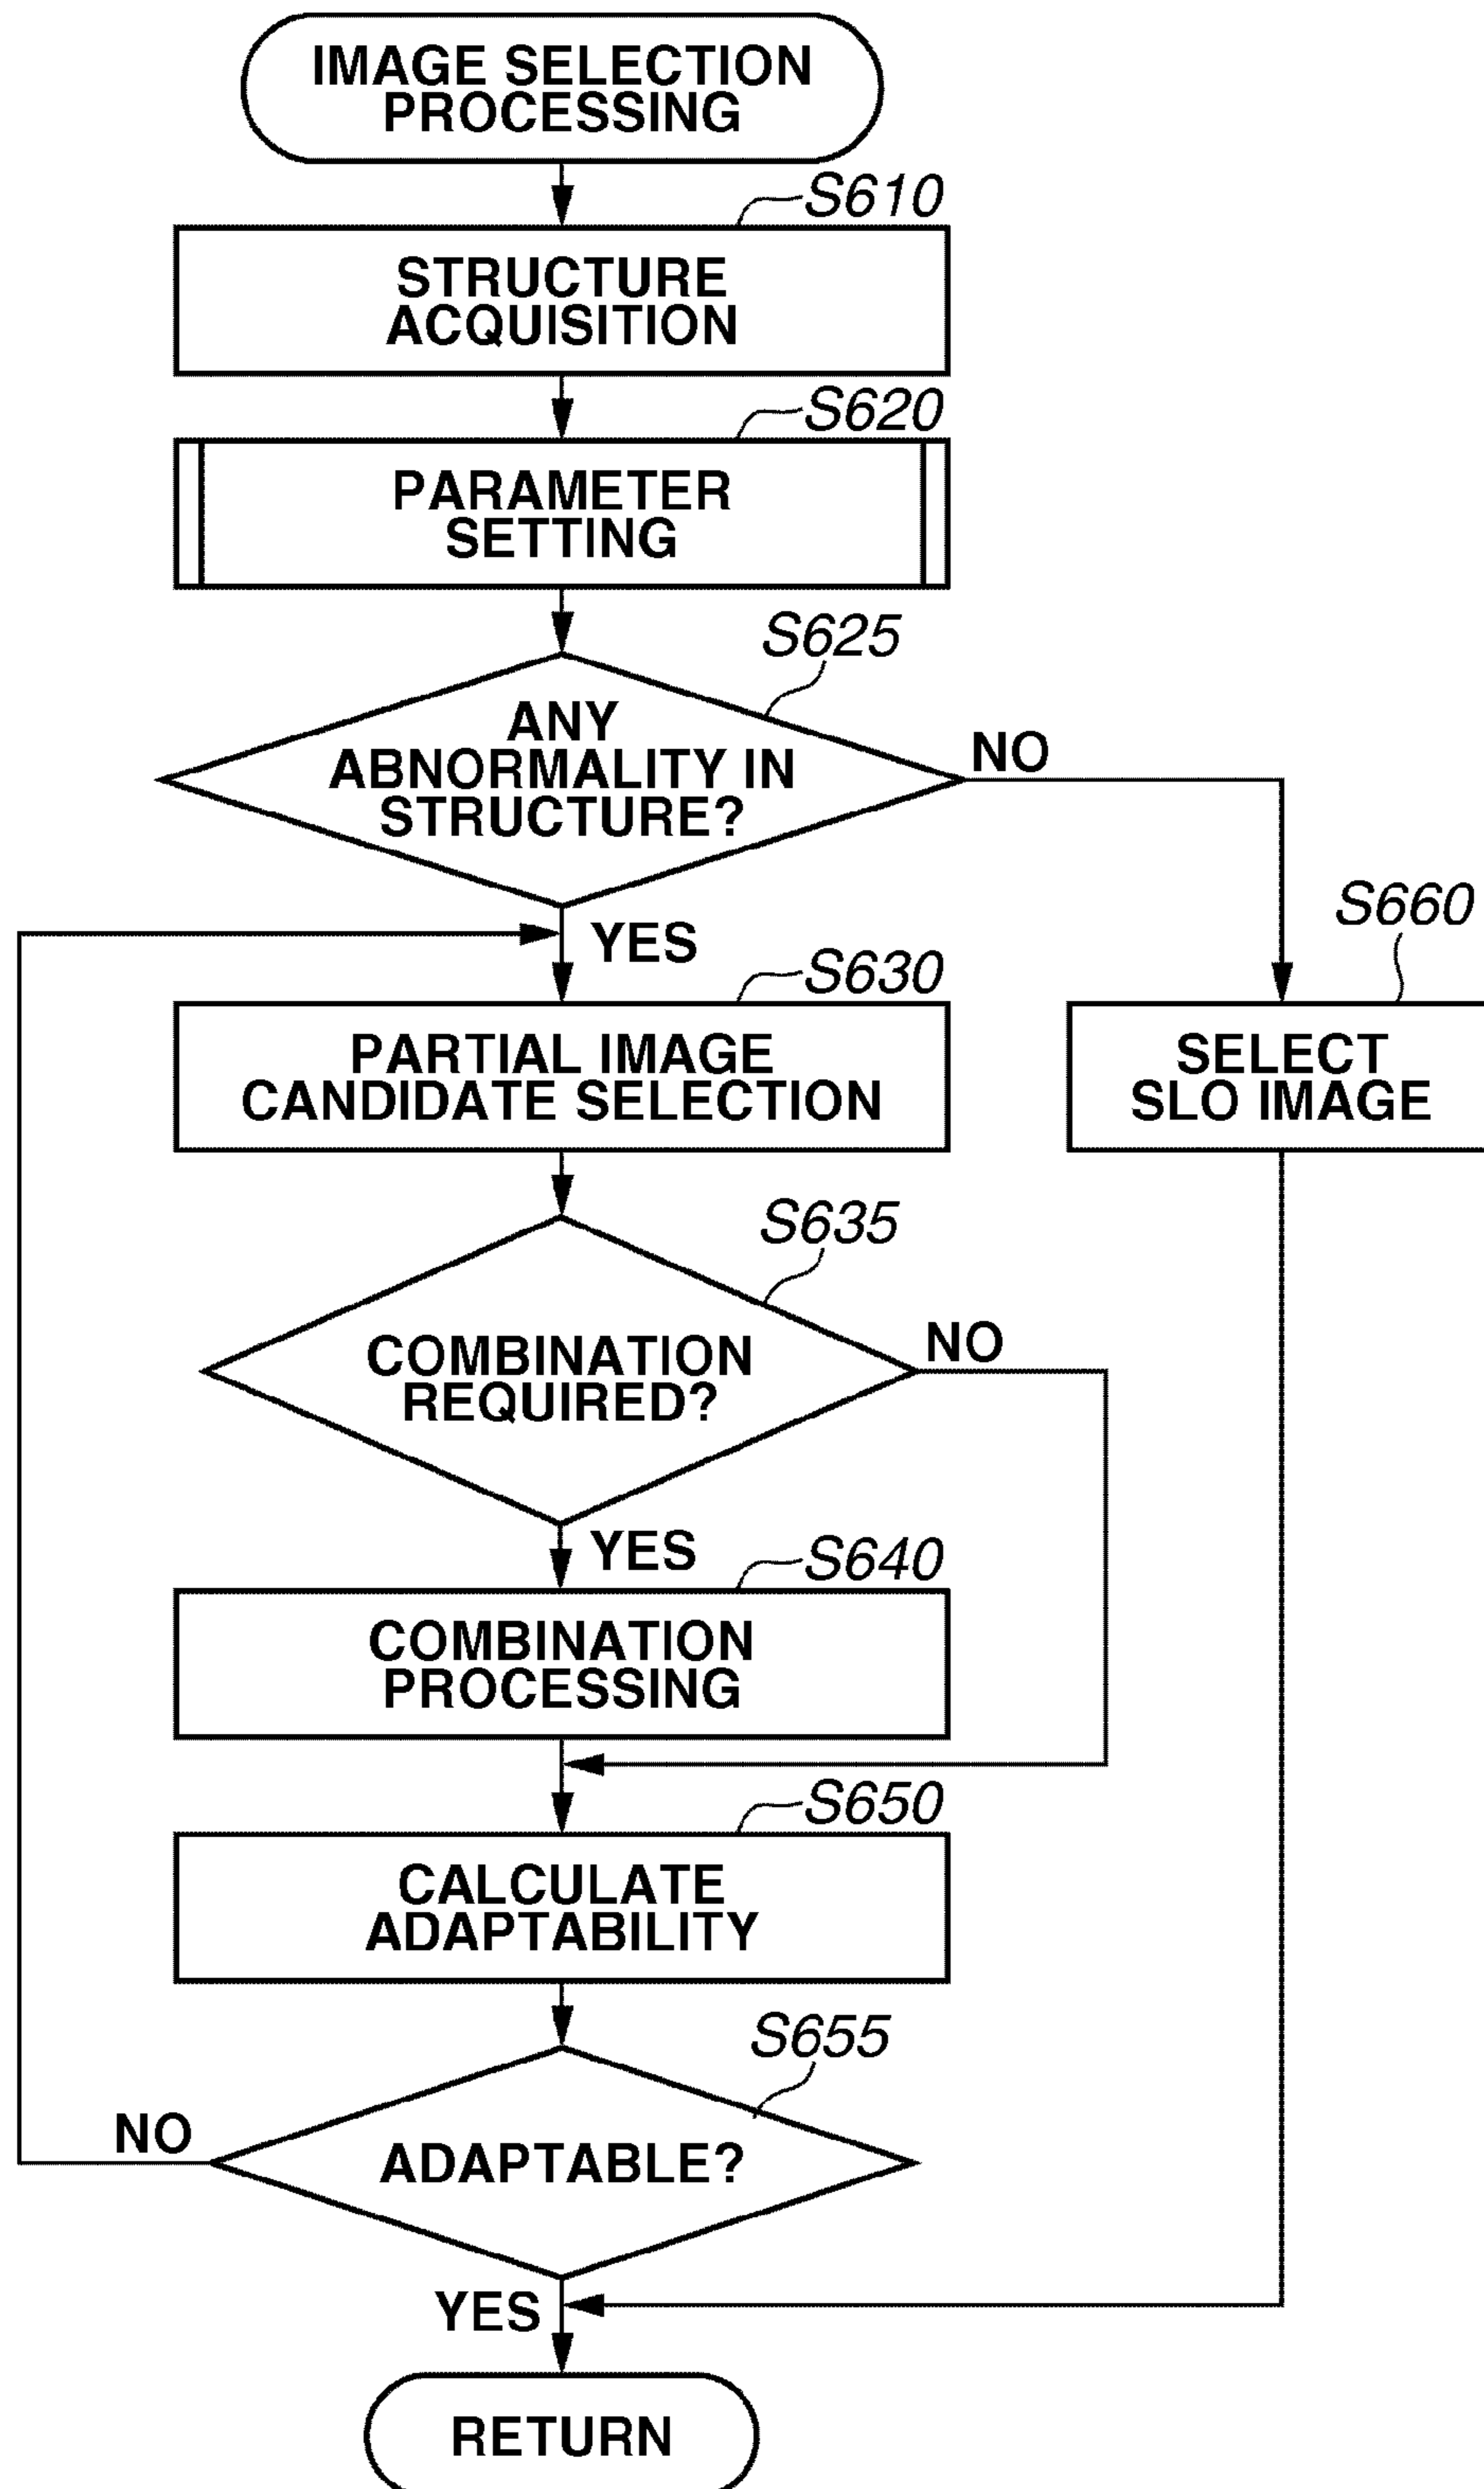 IMAGE SELECTION
PROCESSING
S610
STRUCTURE
ACQUISITION
S620
PARAMETER
SETTING
S625
ANY
ABNORMALITY IN
STRUCTURE?
NO
YES
S660
S630
PARTIAL IMAGE
CANDIDATE SELECTION
SELECT
SLO IMAGE
S635
COMBINATION
REQUIRED?
NO
YES
S640
COMBINATION
PROCESSING
S650
CALCULATE
ADAPTABILITY
S655
ADAPTABLE?
NO
YES
RETURN